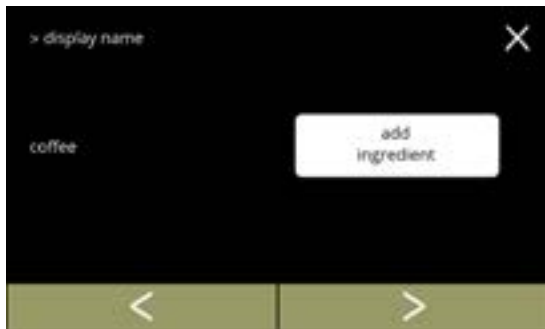 > display name
X
coffee
add
ingredient
< >